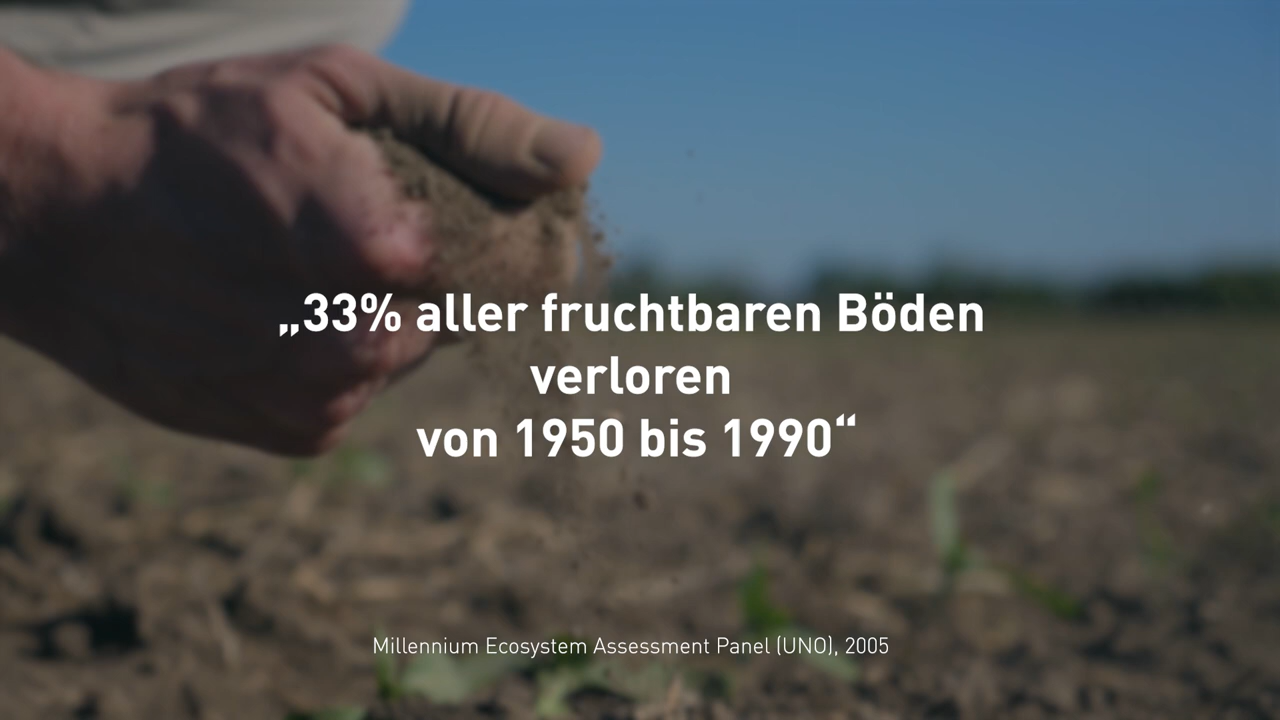 „33% aller fruchtbaren Böden
verloren
von 1950 bis 1990“
Millennium Ecosystem Assessment Panel (UNO), 2005